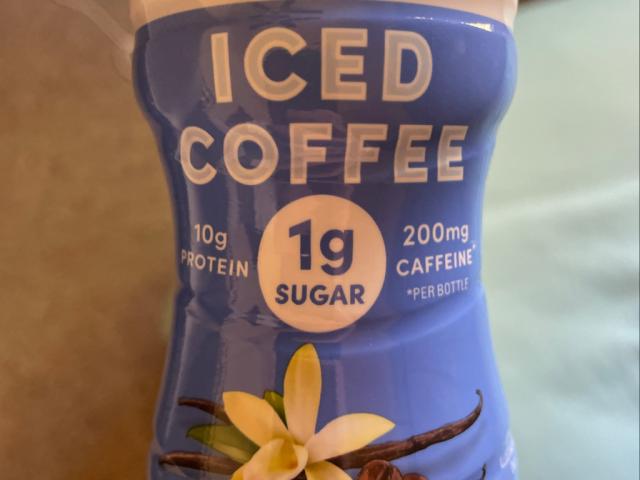 ICED
COFFEE
10g
PROTEIN
1g
SUGAR
200mg
CAFFEINE*
*PER BOTTLE